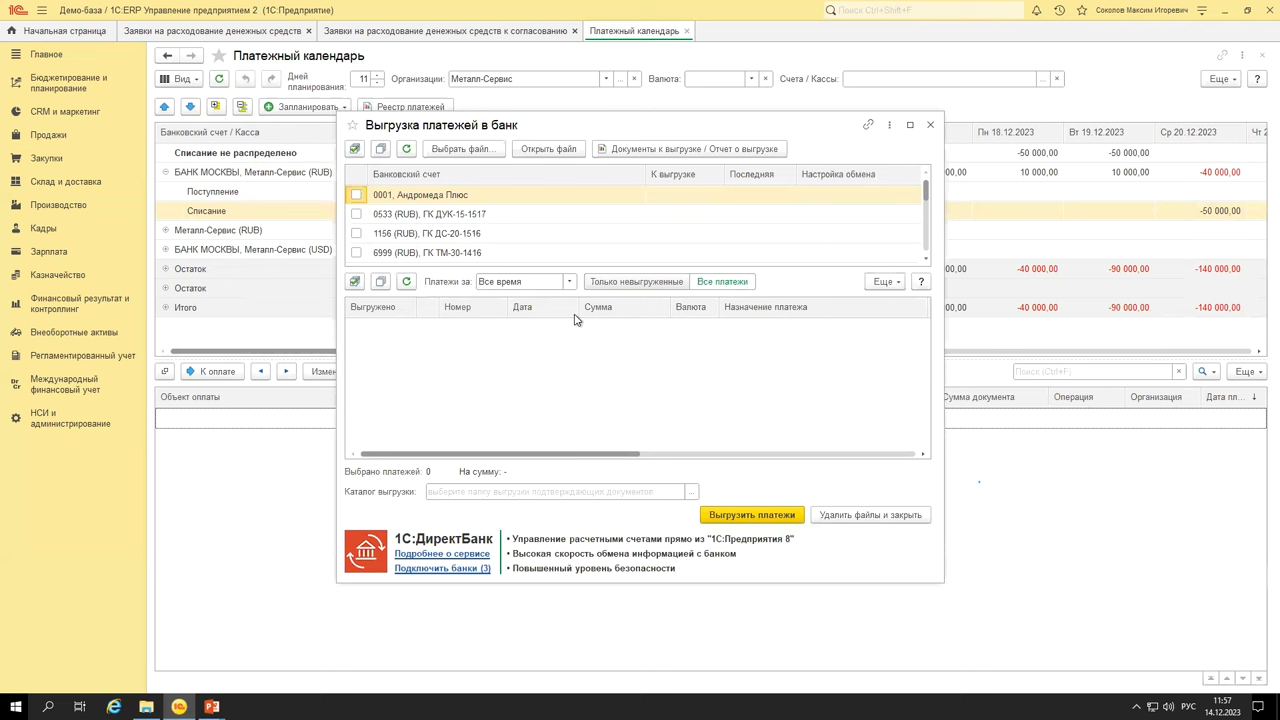 Демо-база / 1С:ERP Управление предприятием 2 (1С:Предприятие)
Поиск Ctrl+Shift+F
Соколов Максим Игоревич
Начальная страница
Заявки на расходование денежных средств ×
Заявки на расходование денежных средств к согласованию ×
Платежный календарь ×
Главное
Бюджетирование и
планирование
CRM и маркетинг
Продажи
Закупки
Склад и доставка
Производство
Кадры
Зарплата
Казначейство
Финансовый результат и
контроллинг
Внеоборотные активы
Регламентированный учет
Международный
финансовый учет
НСИ и
администрирование
Платежный календарь
Вид
Дней
планирования:
11
Организации:
Металл-Сервис
Валюта:
Счета / Кассы:
Еще
?
Запланировать
Реестр платежей
Банковский счет / Касса
Пн 18.12.2023
Вт 19.12.2023
Ср 20.12.2023
Чт 2
Списание не распределено
-50 000,00
-50 000,00
БАНК МОСКВЫ, Металл-Сервис (RUB)
10 000,00
10 000,00
-40 000,00
Поступление
Списание
-50 000,00
Металл-Сервис (RUB)
БАНК МОСКВЫ, Металл-Сервис (USD)
Остаток
00,00
-40 000,00
-90 000,00
-140 000,00
Остаток
Итого
00,00
-40 000,00
-90 000,00
-140 000,00
К оплате
Измен
Поиск (Ctrl+F)
Еще
Объект оплаты
Сумма документа
Операция
Организация
Дата пл...
Выгрузка платежей в банк
Выбрать файл...
Открыть файл
Документы к выгрузке / Отчет о выгрузке
Банковский счет
К выгрузке
Последняя
Настройка обмена
0001, Андромеда Плюс
0533 (RUB), ГК ДУК-15-1517
1156 (RUB), ГК ДС-20-1516
6999 (RUB), ГК ТМ-30-1416
Платежи за:
Все время
Только невыгруженные
Все платежи
Еще
?
Выгружено
Номер
Дата
Сумма
Валюта
Назначение платежа
Выбрано платежей: 0
На сумму: -
Каталог выгрузки:
выберите папку выгрузки подтверждающих документов
Выгрузить платежи
Удалить файлы и закрыть
1С:ДиректБанк
Подробнее о сервисе
Подключить банки (3)
• Управление расчетными счетами прямо из "1С:Предприятия 8"
• Высокая скорость обмена информацией с банком
• Повышенный уровень безопасности
РУС
11:57
14.12.2023